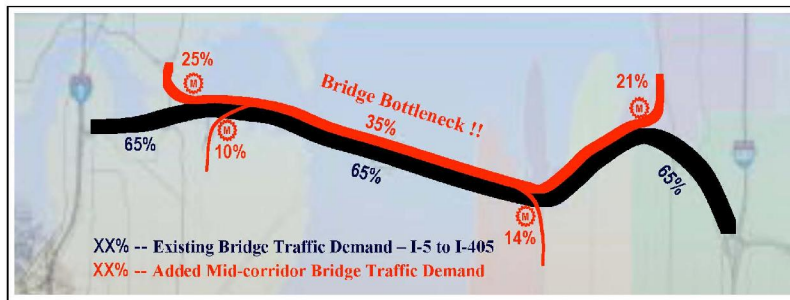 25%
21%
M
M
Bridge Bottleneck !!
35%
M
65%
10%
65%
65%
M
14%
XX% -- Existing Bridge Traffic Demand – I-5 to I-405
XX% -- Added Mid-corridor Bridge Traffic Demand